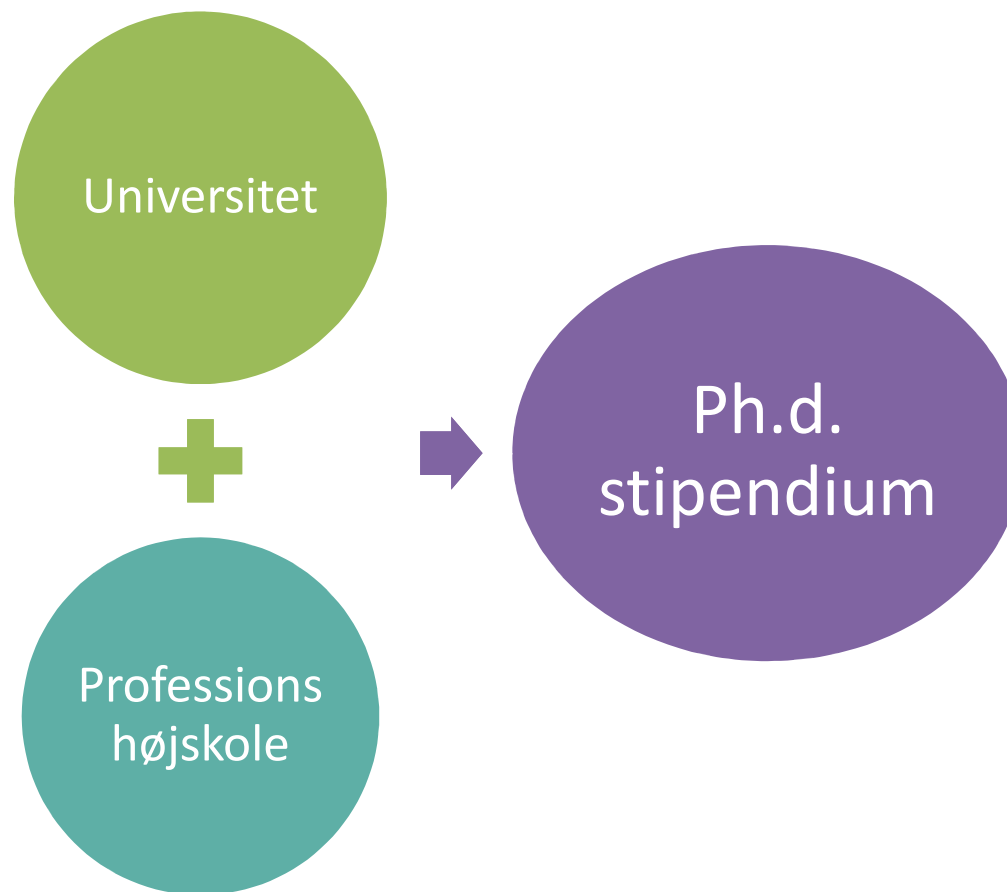 Universitet
Professions
højskole
Ph.d.
stipendium